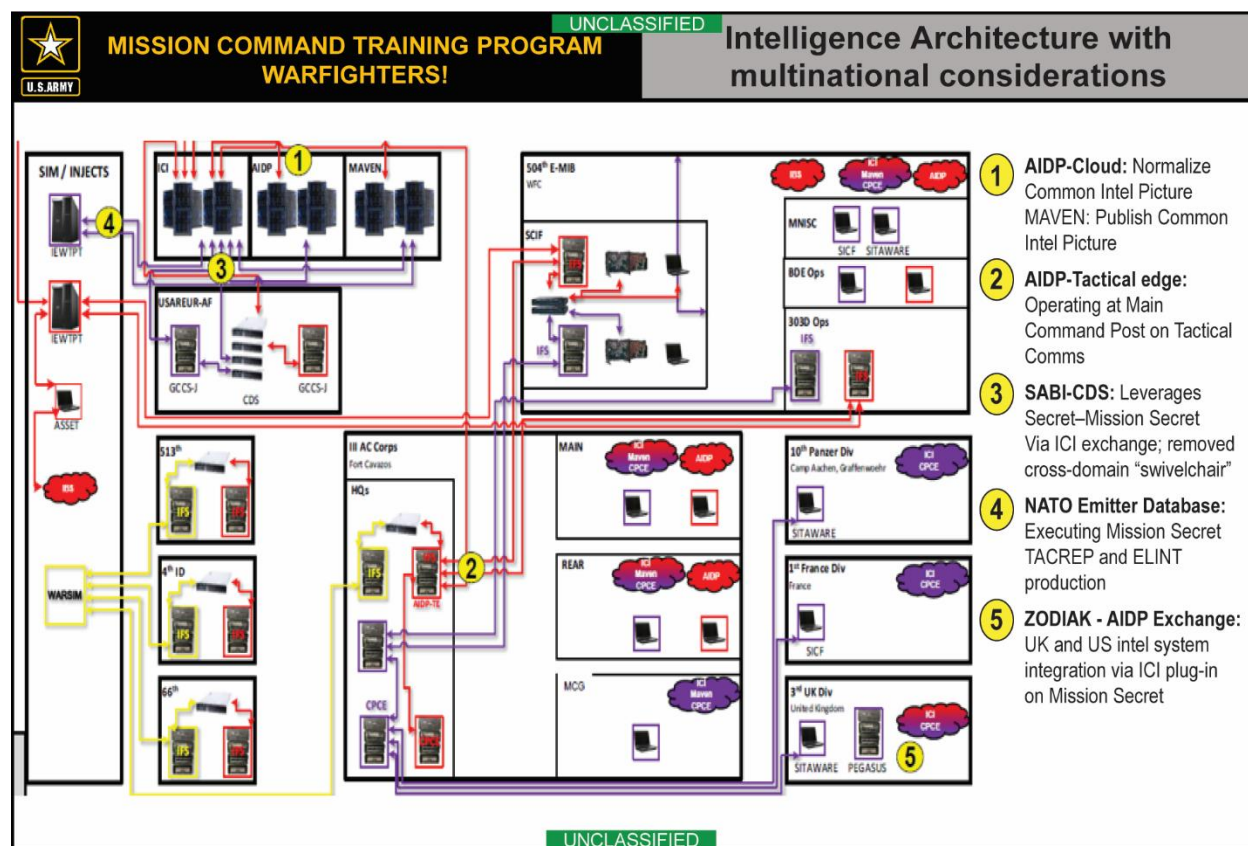 UNCLASSIFIED
MISSION COMMAND TRAINING PROGRAM
WARFIGHTERS!
U.S.ARMY
Intelligence Architecture with
multinational considerations
SIM / INJECTS
IEWTPT
IEWTPT
ASSET
IBS
WARSIM
ICI
AIDP
MAVEN
1
4
3
USAREUR-AF
GCCS-J
CDS
GCCS-J
513th
IFS
IFS
4th ID
IFS
IFS
66th
IFS
IFS
504th E-MIB
WFC
SCIF
IFS
IFS
IBS
ICI
Maven
CPCE
AIDP
MNISC
SICF
SITAWARE
BDE Ops
303D Ops
IFS
IFS
III AC Corps
Fort Cavazos
HQs
IFS
AIDP-TE
2
CPCE
CPCE
MAIN
ICI
Maven
CPCE
AIDP
REAR
ICI
Maven
CPCE
AIDP
MCG
ICI
Maven
CPCE
10th Panzer Div
Camp Aachen, Graffenwoehr
ICI
CPCE
SITAWARE
1st France Div
France
ICI
CPCE
SICF
3rd UK Div
United Kingdom
ICI
CPCE
SITAWARE
PEGASUS
5
1
AIDP-Cloud: Normalize
Common Intel Picture
MAVEN: Publish Common
Intel Picture
2
AIDP-Tactical edge:
Operating at Main
Command Post on Tactical
Comms
3
SABI-CDS: Leverages
Secret–Mission Secret
Via ICI exchange; removed
cross-domain “swivelchair”
4
NATO Emitter Database:
Executing Mission Secret
TACREP and ELINT
production
5
ZODIAK - AIDP Exchange:
UK and US intel system
integration via ICI plug-in
on Mission Secret
UNCLASSIFIED